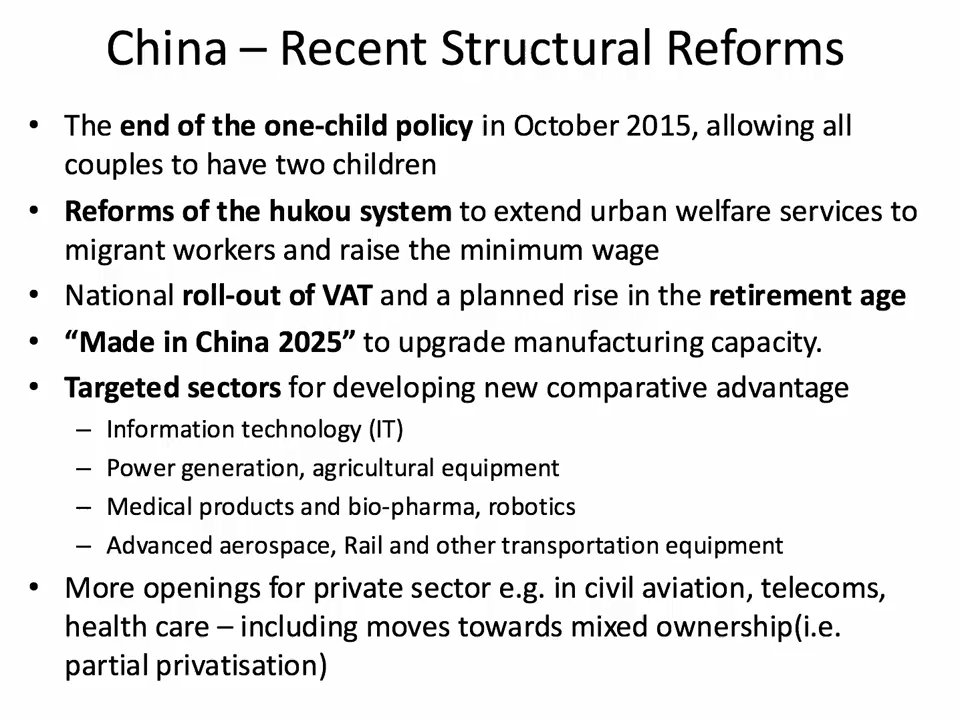 China – Recent Structural Reforms
• The end of the one-child policy in October 2015, allowing all
couples to have two children
• Reforms of the hukou system to extend urban welfare services to
migrant workers and raise the minimum wage
• National roll-out of VAT and a planned rise in the retirement age
• “Made in China 2025” to upgrade manufacturing capacity.
• Targeted sectors for developing new comparative advantage
– Information technology (IT)
– Power generation, agricultural equipment
– Medical products and bio-pharma, robotics
– Advanced aerospace, Rail and other transportation equipment
• More openings for private sector e.g. in civil aviation, telecoms,
health care – including moves towards mixed ownership(i.e.
partial privatisation)